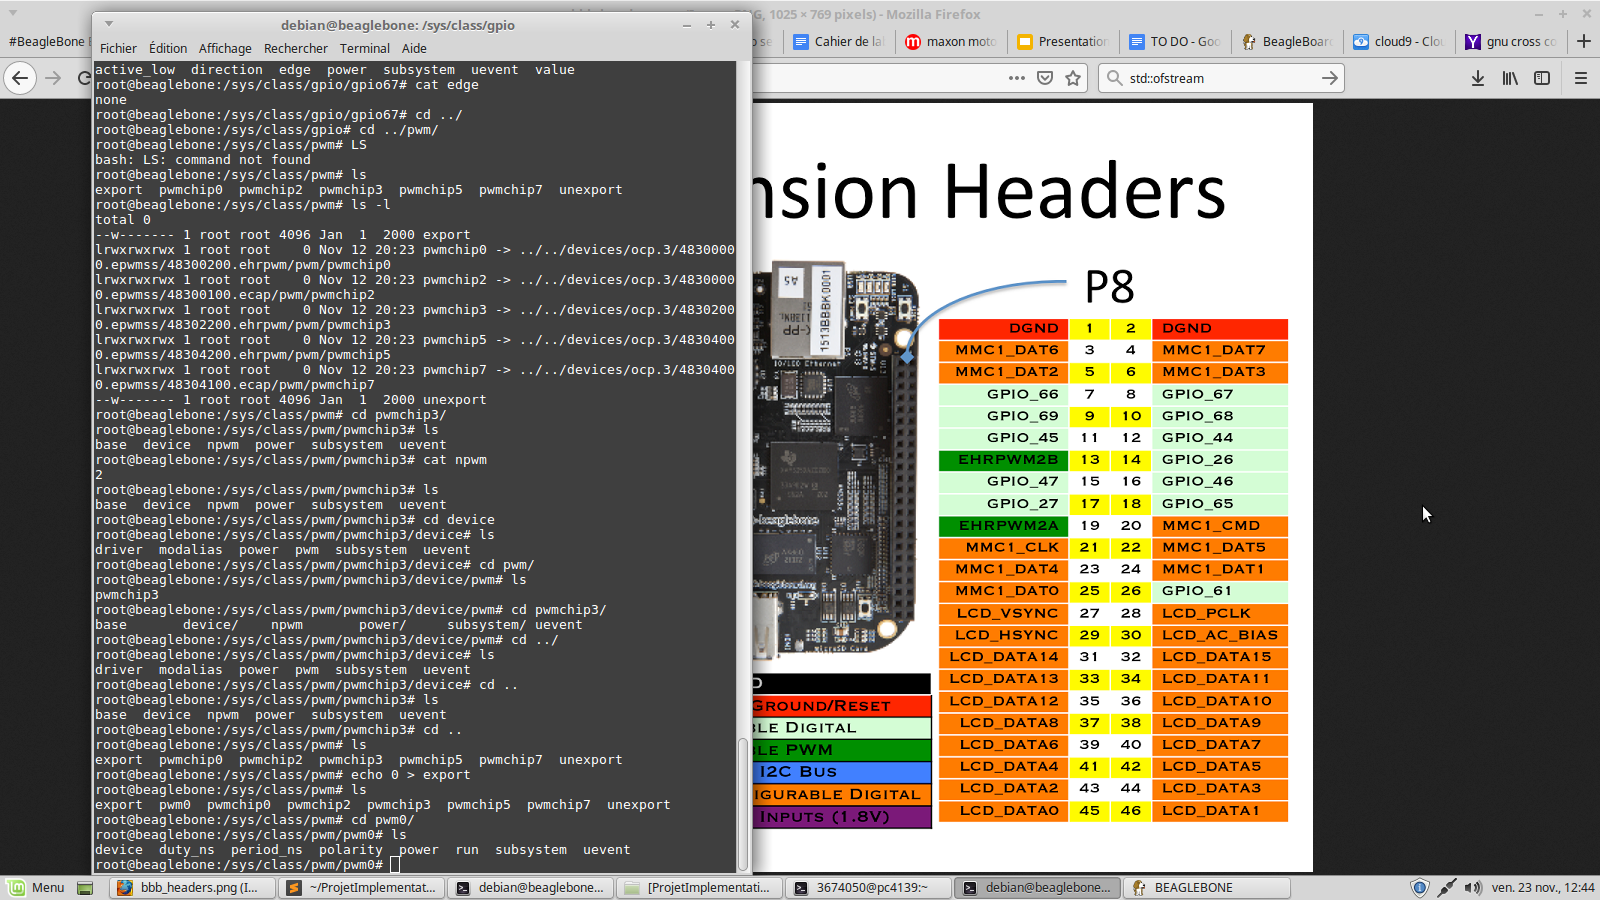 NG, 1025 × 769 pixels) - Mozilla Firefox
debian@beaglebone: /sys/class/gpio
#BeagleBone
Cahier de la
maxon moto
Presentation
TO DO - Goo
BeagleBoar
cloud9 - Clou
gnu cross co
Fichier Édition Affichage Rechercher Terminal Aide
std::ofstream
active_low direction edge power subsystem uevent value
root@beaglebone:/sys/class/gpio/gpio67# cat edge
none
root@beaglebone:/sys/class/gpio/gpio67# cd ../
root@beaglebone:/sys/class/gpio# cd ../pwm/
root@beaglebone:/sys/class/pwm# LS
bash: LS: command not found
root@beaglebone:/sys/class/pwm# ls
export pwmchip0 pwmchip2 pwmchip3 pwmchip5 pwmchip7 unexport
root@beaglebone:/sys/class/pwm# ls -l
total 0
--w------- 1 root root 4096 Jan 1 2000 export
lrwxrwxrwx 1 root root 0 Nov 12 20:23 pwmchip0 -> ../../devices/ocp.3/4830000
0.epwmss/48300200.ehrpwm/pwm/pwmchip0
lrwxrwxrwx 1 root root 0 Nov 12 20:23 pwmchip2 -> ../../devices/ocp.3/4830000
0.epwmss/48300100.ecap/pwm/pwmchip2
lrwxrwxrwx 1 root root 0 Nov 12 20:23 pwmchip3 -> ../../devices/ocp.3/4830200
0.epwmss/48302200.ehrpwm/pwm/pwmchip3
lrwxrwxrwx 1 root root 0 Nov 12 20:23 pwmchip5 -> ../../devices/ocp.3/4830400
0.epwmss/48304200.ehrpwm/pwm/pwmchip5
lrwxrwxrwx 1 root root 0 Nov 12 20:23 pwmchip7 -> ../../devices/ocp.3/4830400
0.epwmss/48304100.ecap/pwm/pwmchip7
--w------- 1 root root 4096 Jan 1 2000 unexport
root@beaglebone:/sys/class/pwm# cd pwmchip3/
root@beaglebone:/sys/class/pwm/pwmchip3# ls
base device npwm power subsystem uevent
root@beaglebone:/sys/class/pwm/pwmchip3# cat npwm
2
root@beaglebone:/sys/class/pwm/pwmchip3# ls
base device npwm power subsystem uevent
root@beaglebone:/sys/class/pwm/pwmchip3# cd device
root@beaglebone:/sys/class/pwm/pwmchip3/device# ls
driver modalias power pwm subsystem uevent
root@beaglebone:/sys/class/pwm/pwmchip3/device# cd pwm/
root@beaglebone:/sys/class/pwm/pwmchip3/device/pwm# ls
pwmchip3
root@beaglebone:/sys/class/pwm/pwmchip3/device/pwm# cd pwmchip3/
base device/ npwm power/ subsystem/ uevent
root@beaglebone:/sys/class/pwm/pwmchip3/device/pwm# cd ../
root@beaglebone:/sys/class/pwm/pwmchip3/device# ls
driver modalias power pwm subsystem uevent
root@beaglebone:/sys/class/pwm/pwmchip3/device# cd ..
root@beaglebone:/sys/class/pwm/pwmchip3# ls
base device npwm power subsystem uevent
root@beaglebone:/sys/class/pwm/pwmchip3# cd ..
root@beaglebone:/sys/class/pwm# ls
export pwmchip0 pwmchip2 pwmchip3 pwmchip5 pwmchip7 unexport
root@beaglebone:/sys/class/pwm# echo 0 > export
root@beaglebone:/sys/class/pwm# ls
export pwm0 pwmchip0 pwmchip2 pwmchip3 pwmchip5 pwmchip7 unexport
root@beaglebone:/sys/class/pwm# cd pwm0/
root@beaglebone:/sys/class/pwm/pwm0# ls
device duty_ns period_ns polarity power run subsystem uevent
root@beaglebone:/sys/class/pwm/pwm0#
nsion Headers
A5
1513BBBK0001
P8
DGND 1 2 DGND
MMC1_DAT6 3 4 MMC1_DAT7
MMC1_DAT2 5 6 MMC1_DAT3
GPIO_66 7 8 GPIO_67
GPIO_69 9 10 GPIO_68
GPIO_45 11 12 GPIO_44
EHRPWM2B 13 14 GPIO_26
GPIO_47 15 16 GPIO_46
GPIO_27 17 18 GPIO_65
EHRPWM2A 19 20 MMC1_CMD
MMC1_CLK 21 22 MMC1_DAT5
MMC1_DAT4 23 24 MMC1_DAT1
MMC1_DAT0 25 26 GPIO_61
LCD_VSYNC 27 28 LCD_PCLK
LCD_HSYNC 29 30 LCD_AC_BIAS
LCD_DATA14 31 32 LCD_DATA15
LCD_DATA13 33 34 LCD_DATA11
LCD_DATA12 35 36 LCD_DATA10
LCD_DATA8 37 38 LCD_DATA9
LCD_DATA6 39 40 LCD_DATA7
LCD_DATA4 41 42 LCD_DATA5
LCD_DATA2 43 44 LCD_DATA3
LCD_DATA0 45 46 LCD_DATA1
Ground/Reset
ble Digital
ble PWM
I2C Bus
igurable Digital
Inputs (1.8V)
Menu
bbb_headers.png (I...
~/ProjetImplementat...
debian@beaglebone...
[ProjetImplementati...
3674050@pc4139:~
debian@beaglebone...
BEAGLEBONE
ven. 23 nov., 12:44